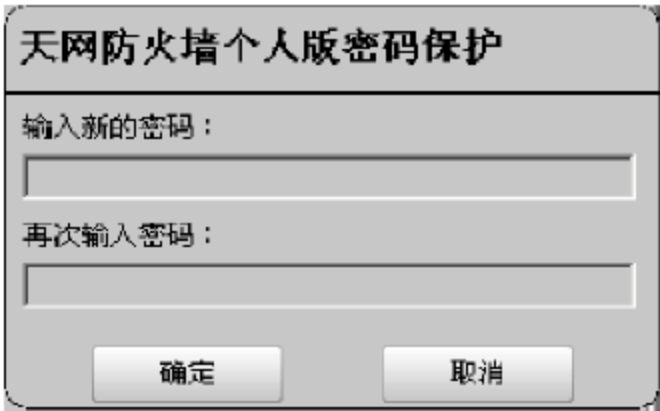 天网防火墙个人版密码保护
输入新的密码：
再次输入密码：
确定
取消